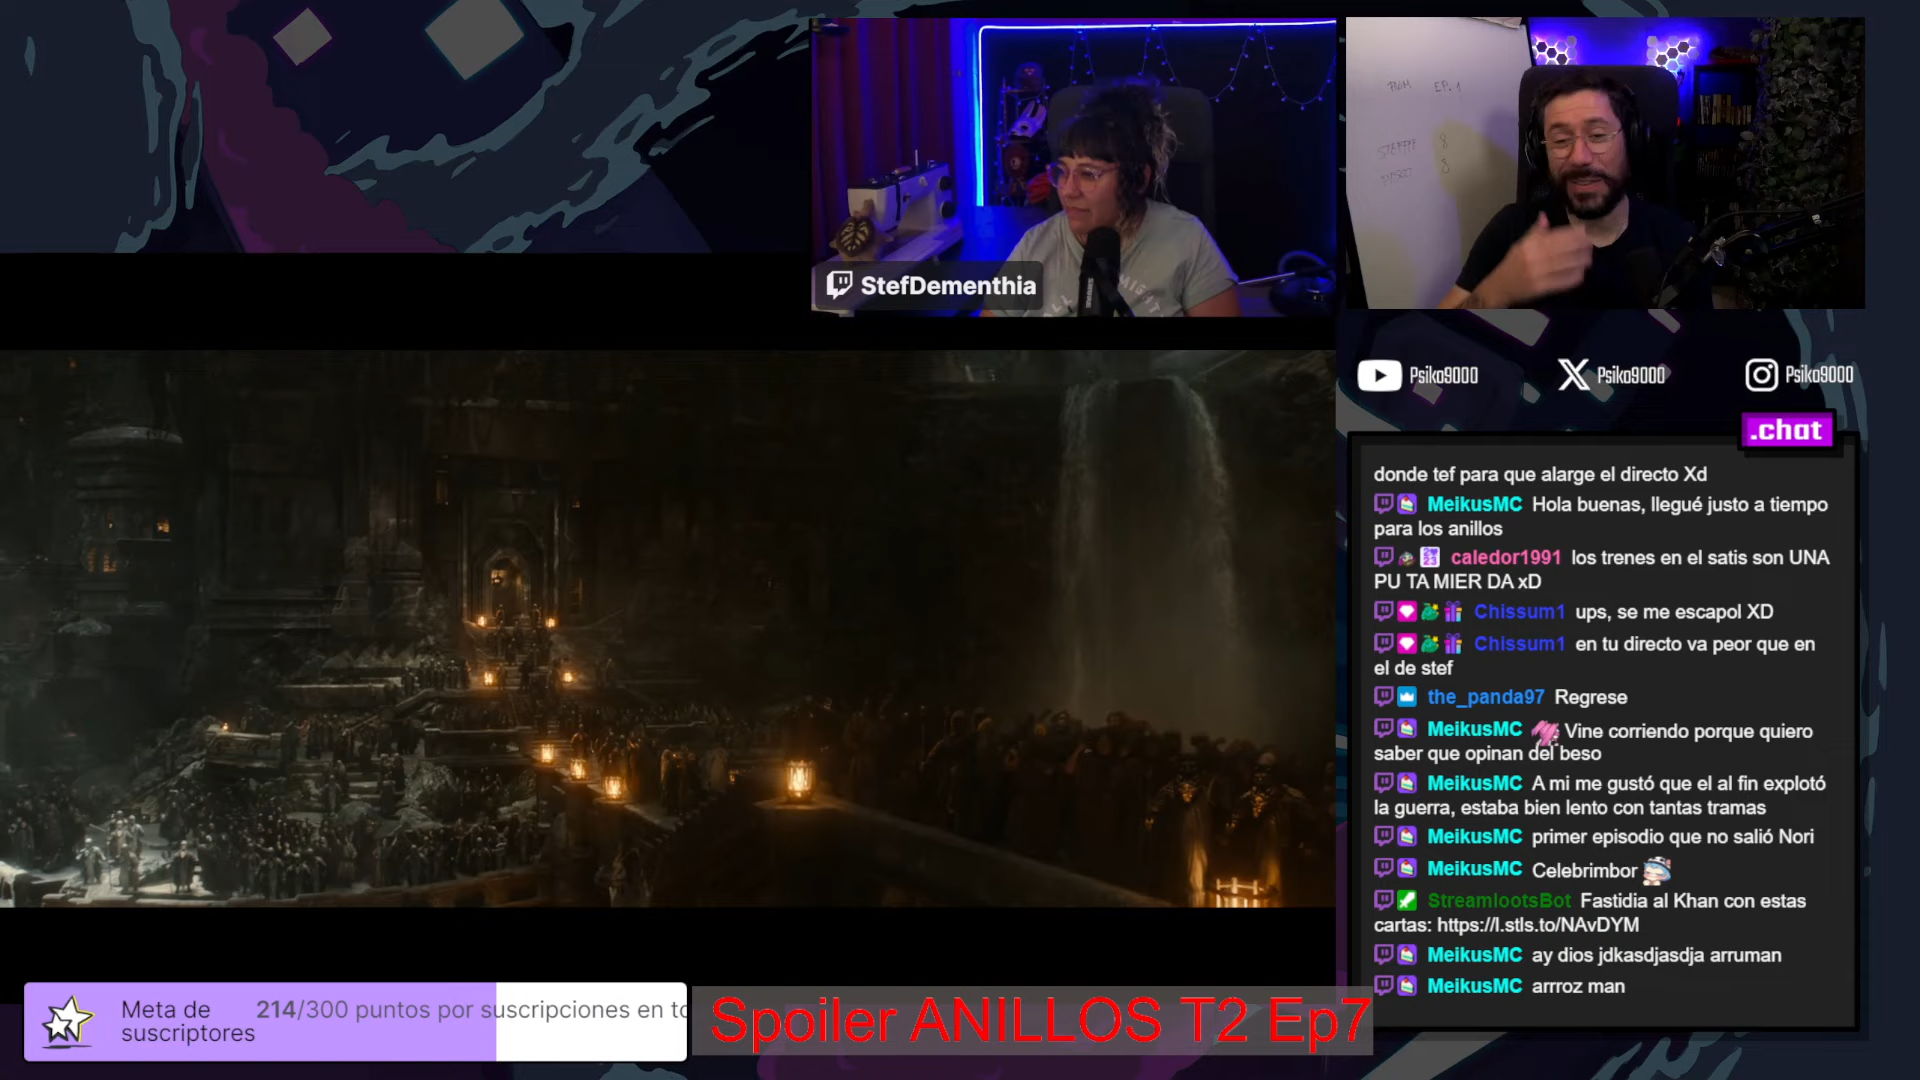 PSM EP. 1
8
8
StefDementhia
Psiko9000 Psiko9000 Psiko9000
.chat
donde tef para que alarge el directo Xd
MeikusMC Hola buenas, llegué justo a tiempo
para los anillos
caledor1991 los trenes en el satis son UNA
PU TA MIER DA xD
Chissum1 ups, se me escapol XD
Chissum1 en tu directo va peor que en
el de stef
the_panda97 Regrese
MeikusMC Vine corriendo porque quiero
saber que opinan del beso
MeikusMC A mi me gustó que el al fin explotó
la guerra, estaba bien lento con tantas tramas
MeikusMC primer episodio que no salió Nori
MeikusMC Celebrimbor
StreamlootsBot Fastidia al Khan con estas
cartas: https://l.stls.to/NAvDYM
MeikusMC ay dios jdkasdjasdja arruman
MeikusMC arrroz man
Meta de
suscriptores
214/300 puntos por suscripciones en to
Spoiler ANILLOS T2 Ep7